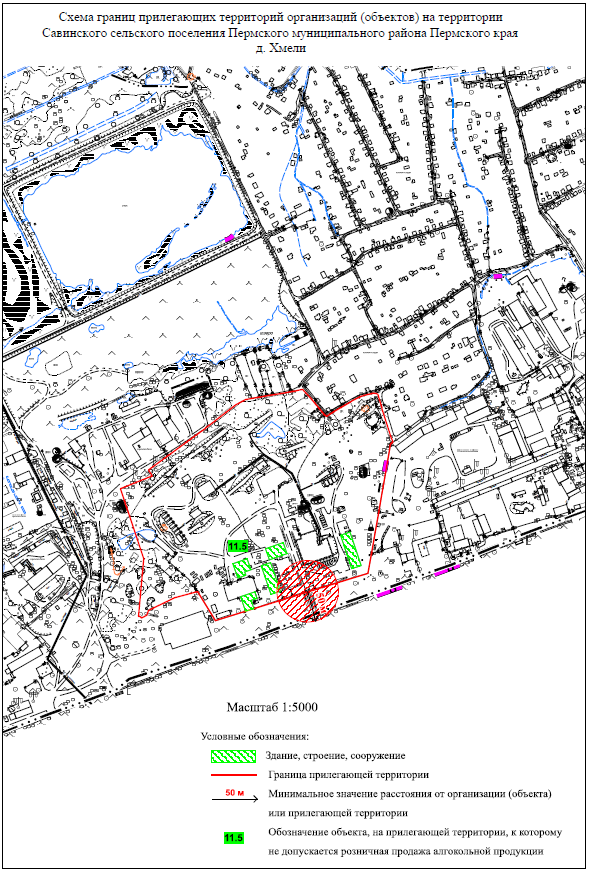 Схема границ прилегающих территорий организаций (объектов) на территории
Савинского сельского поселения Пермского муниципального района Пермского края
д. Хмели
11.5
Масштаб 1:5000
Условные обозначения:
Здание, строение, сооружение
Граница прилегающей территории
50 м
Минимальное значение расстояния от организации (объекта)
или прилегающей территории
11.5
Обозначение объекта, на прилегающей территории, к которому
не допускается розничная продажа алгокольной продукции